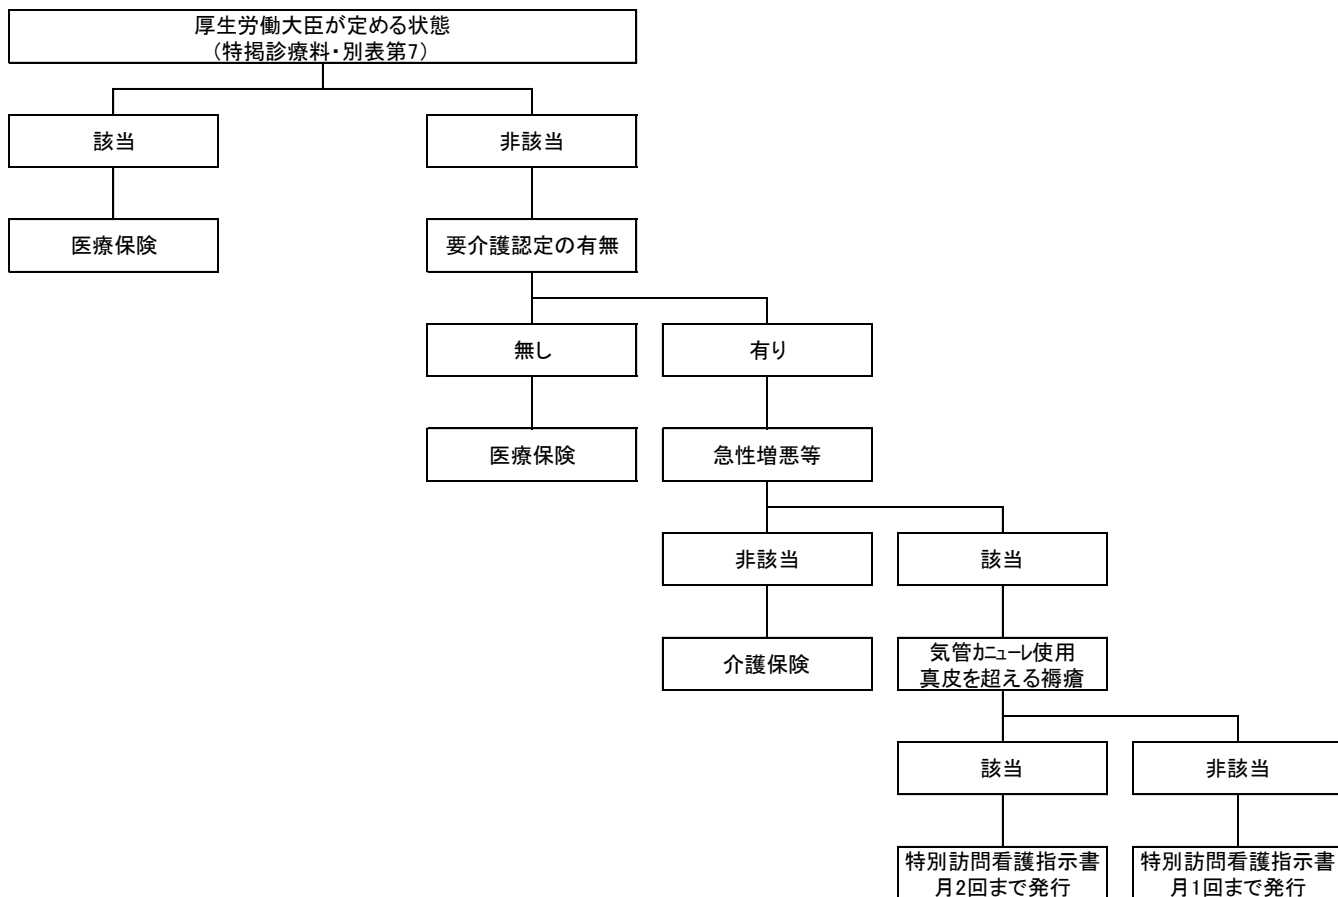 厚生労働大臣が定める状態
（特掲診療料・別表第7）
該当
非該当
医療保険
要介護認定の有無
無し
有り
医療保険
急性増悪等
非該当
該当
介護保険
気管ｶﾆｭｰﾚ使用
真皮を超える褥瘡
該当
非該当
特別訪問看護指示書
月2回まで発行
特別訪問看護指示書
月1回まで発行